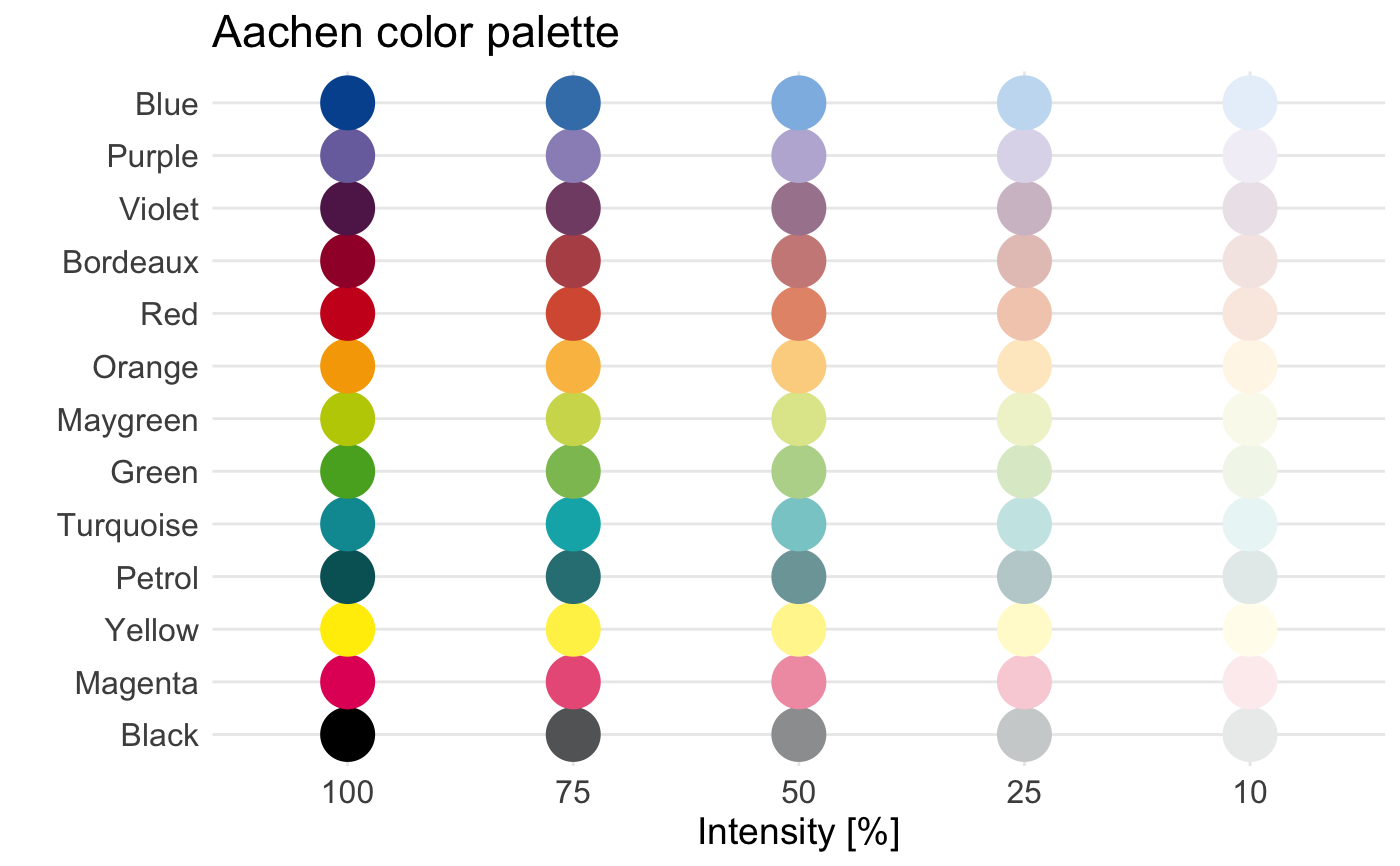 Aachen color palette
Blue
Purple
Violet
Bordeaux
Red
Orange
Maygreen
Green
Turquoise
Petrol
Yellow
Magenta
Black
100 75 50 25 10
Intensity [%]